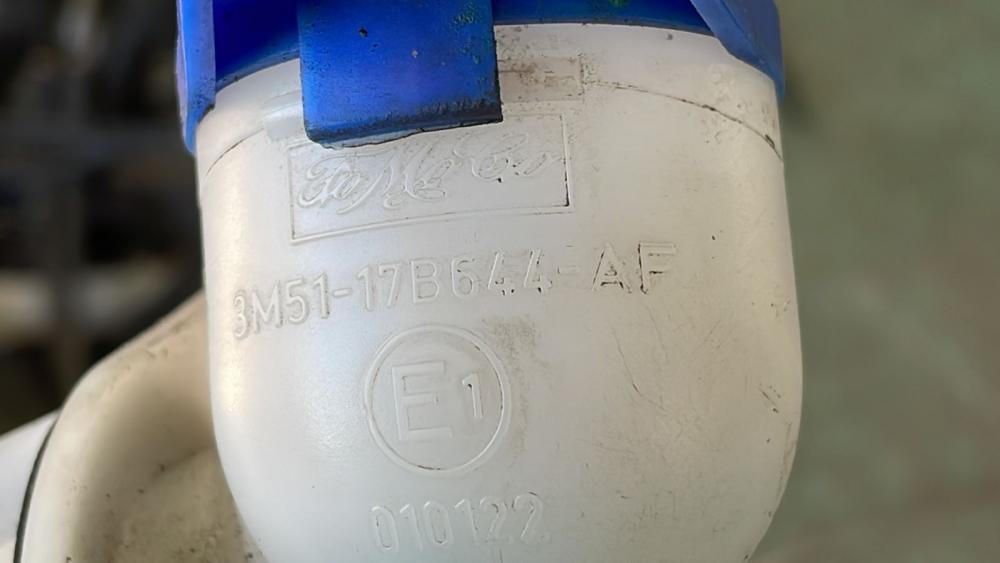 FoMoCo
3M51-17B644-AF
E1
010122